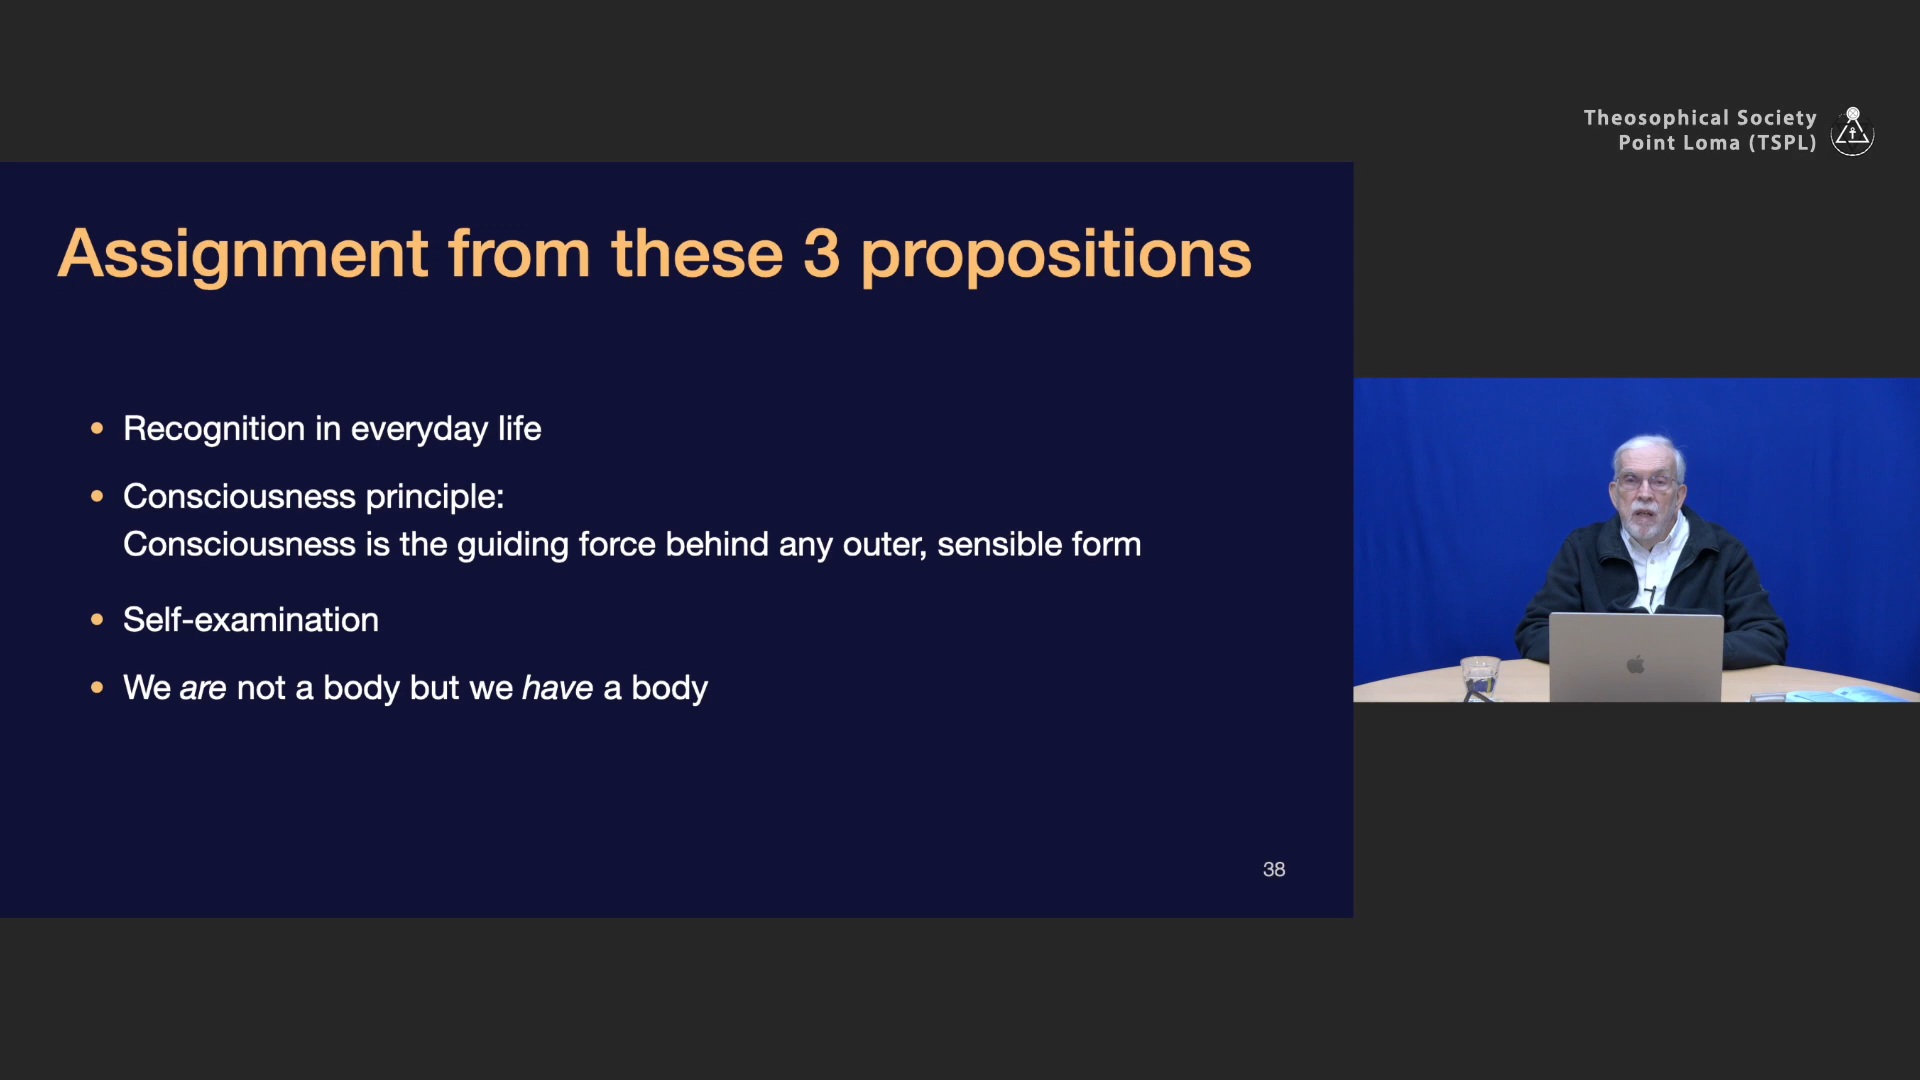 Theosophical Society
Point Loma (TSPL)
Assignment from these 3 propositions
• Recognition in everyday life
• Consciousness principle:
Consciousness is the guiding force behind any outer, sensible form
• Self-examination
• We are not a body but we have a body
38